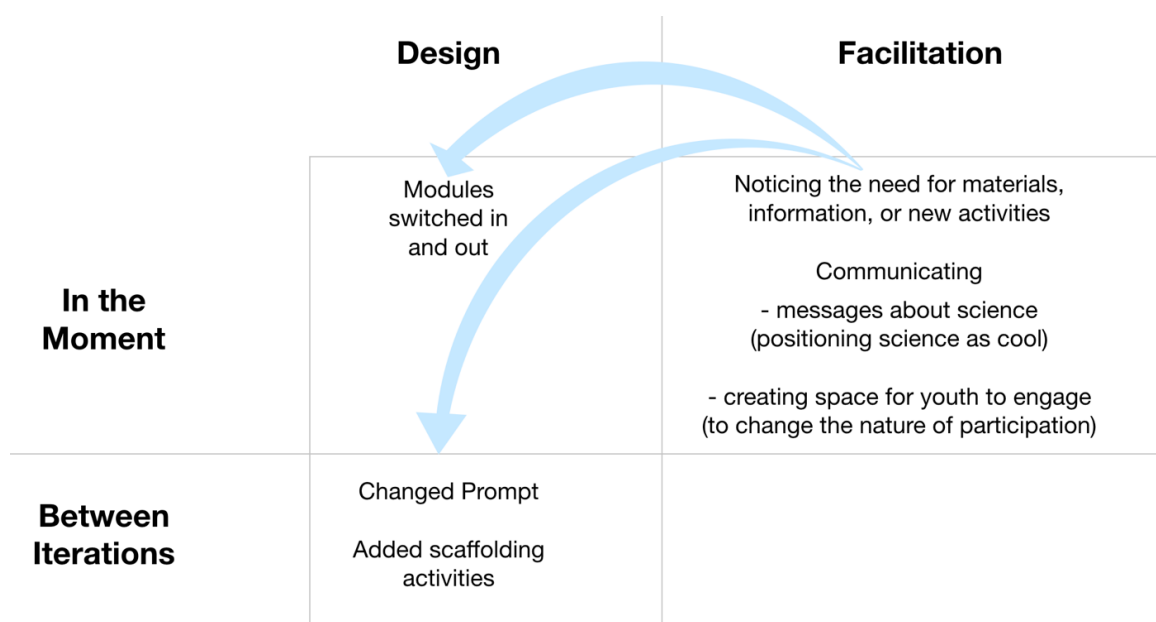 Design
Facilitation
In the
Moment
Modules
switched in
and out
Noticing the need for materials,
information, or new activities
Communicating
- messages about science
(positioning science as cool)
- creating space for youth to engage
(to change the nature of participation)
Between
Iterations
Changed Prompt
Added scaffolding
activities